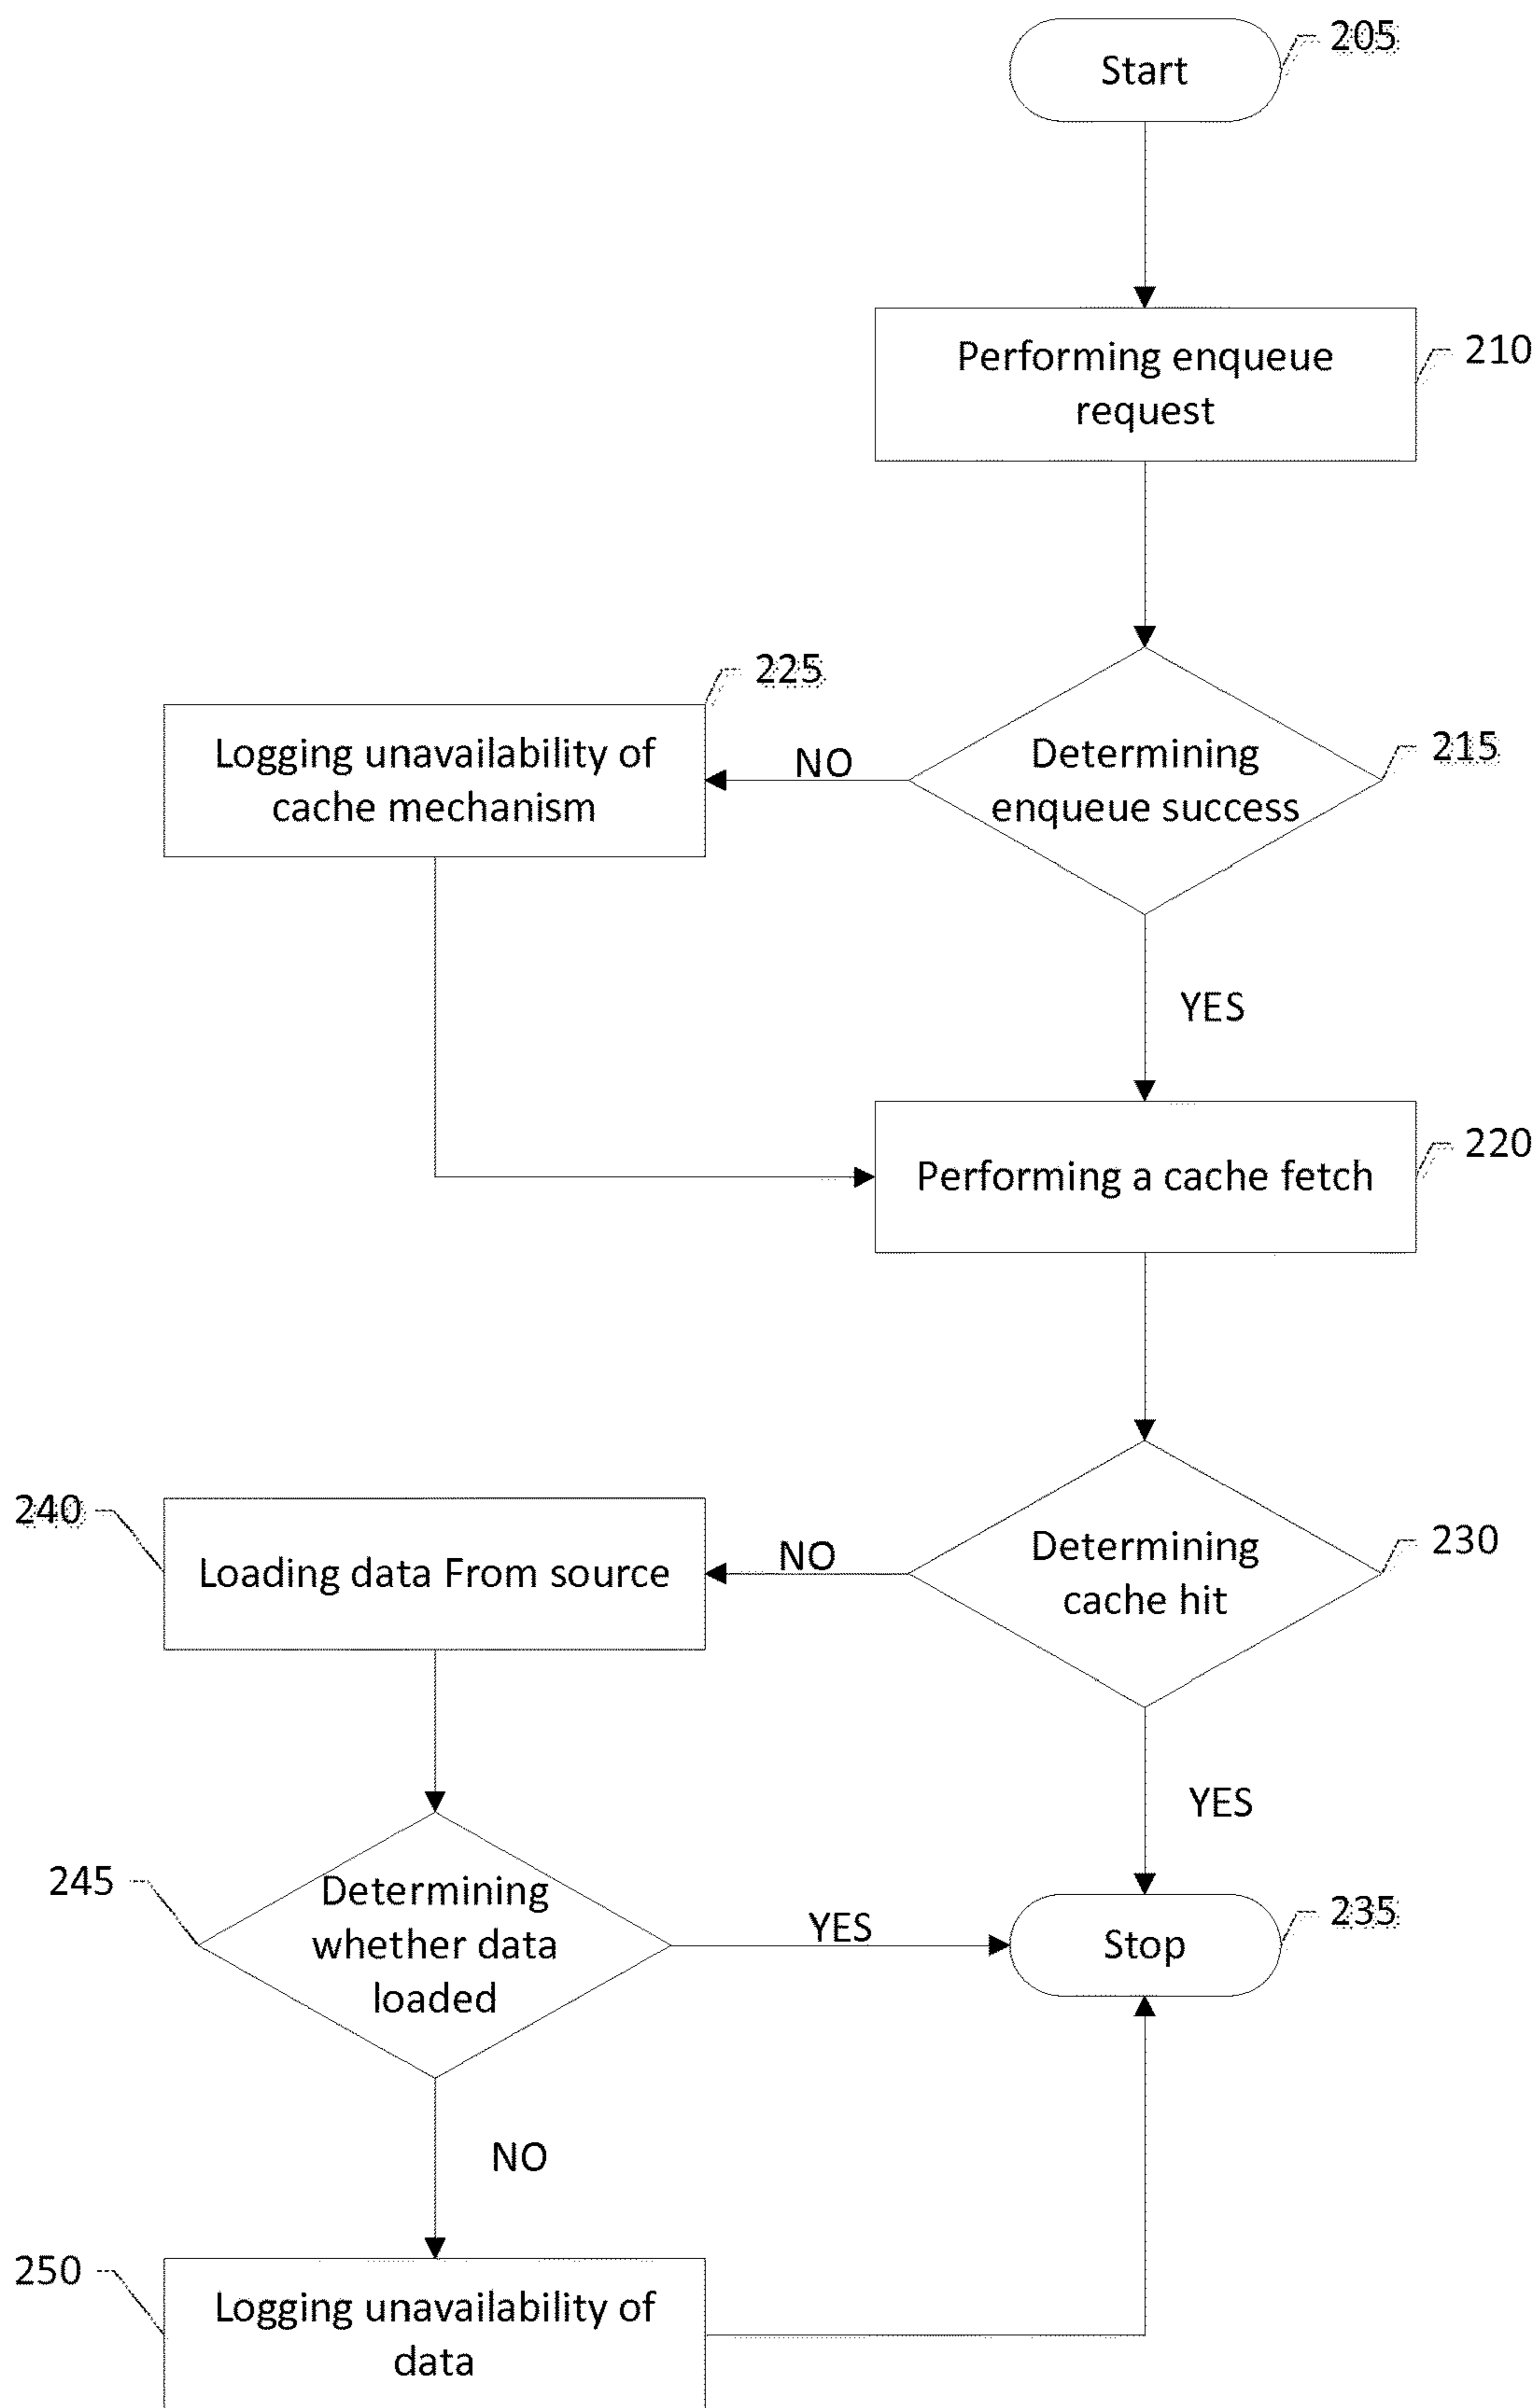 Start
205
Performing enqueue
request
210
225
Logging unavailability of
cache mechanism
NO
Determining
enqueue success
215
YES
Performing a cache fetch
220
240
Loading data From source
NO
Determining
cache hit
230
YES
245
Determining
whether data
loaded
YES
Stop
235
NO
250
Logging unavailability of
data